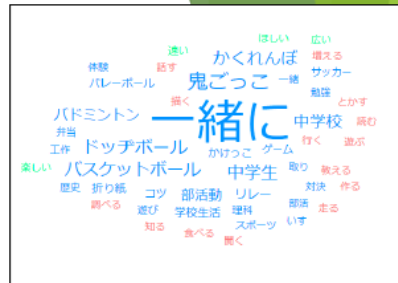 ほしい 広い
速い かくれんぼ 増える
体験 話す 鬼ごっこ 一緒 サッカー
バレーボール 勉強
描く 一緒に とかす
バドミントン 中学校 読む
弁当 行く 遊ぶ
工作 ドッヂボール かけっこ ゲーム
楽しい バスケットボール 中学生 取り 教える
歴史 折り紙 コツ 部活動 リレー 対決 作る
調べる 遊び 学校生活 理科 部活 走る
知る 食べる スポーツ いす
聞く